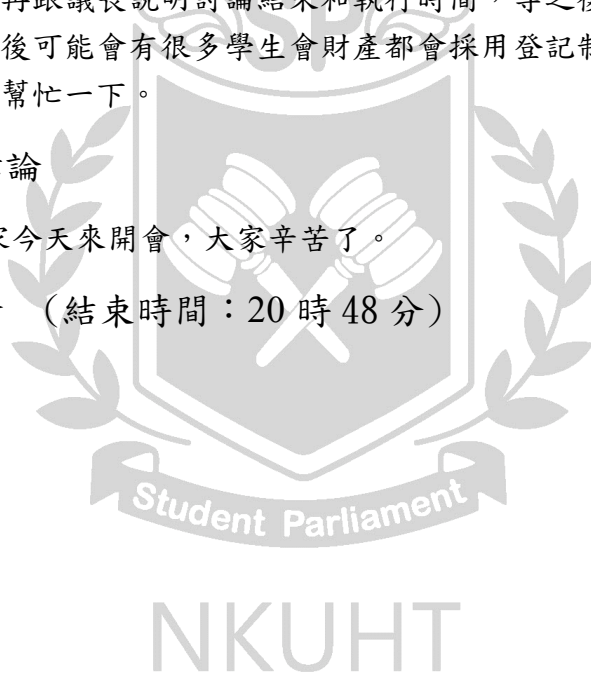 再跟議長說明討論結果和執行時間，等之後
後可能會有很多學生會財產都會採用登記制
幫忙一下。
論
家今天來開會，大家辛苦了。
（結束時間：20 時 48 分）
SP
Student Parliament
NKUHT